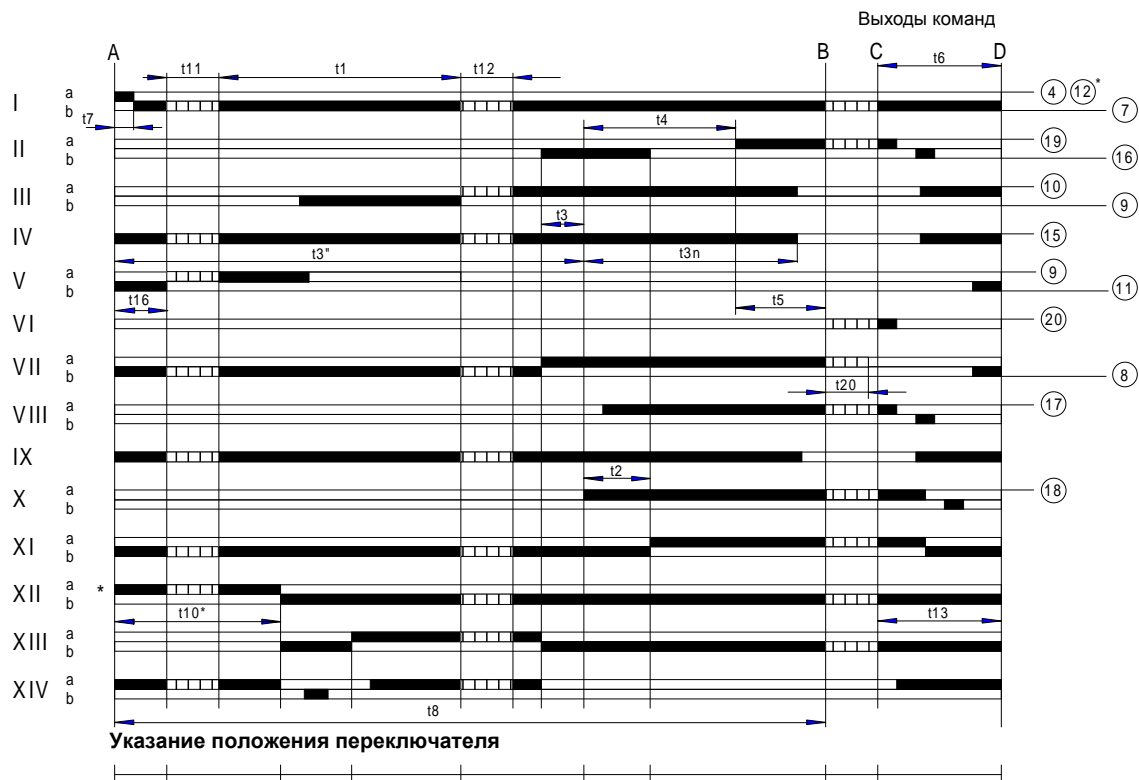 Выходы команд
A B C D
t11 t1 t12 t6
I a b 4 12* 7
t7 t4
II a b 19 16
III a b 10 9
t3
IV 15
t3" t3n
V a b 9 11
t16 t5
VI 20
VII a b 8
t20
VIII a b 17
IX
t2
X a b 18
XI a b
XII a b *
t10* t13
XIII a b
XIV a b
t8
Указание положения переключателя